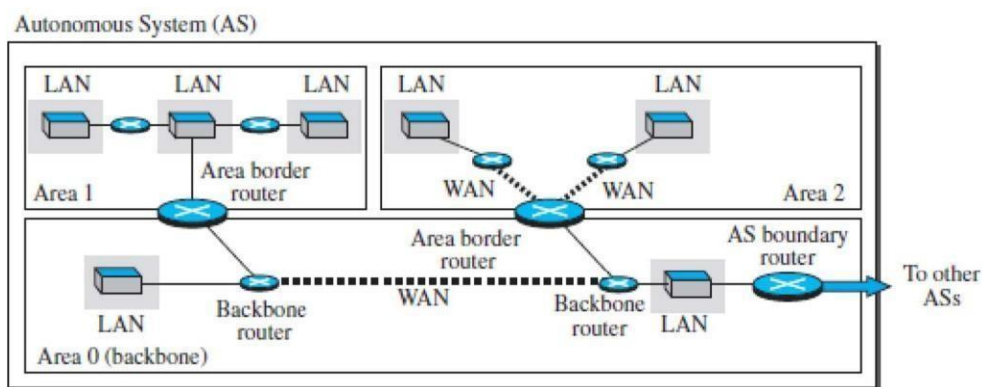 Autonomous System (AS)
LAN
LAN
LAN
Area border
router
Area 1
LAN
LAN
WAN
WAN
Area 2
Area border
router
AS boundary
router
To other
ASs
LAN
Backbone
router
WAN
Backbone
router
LAN
Area 0 (backbone)